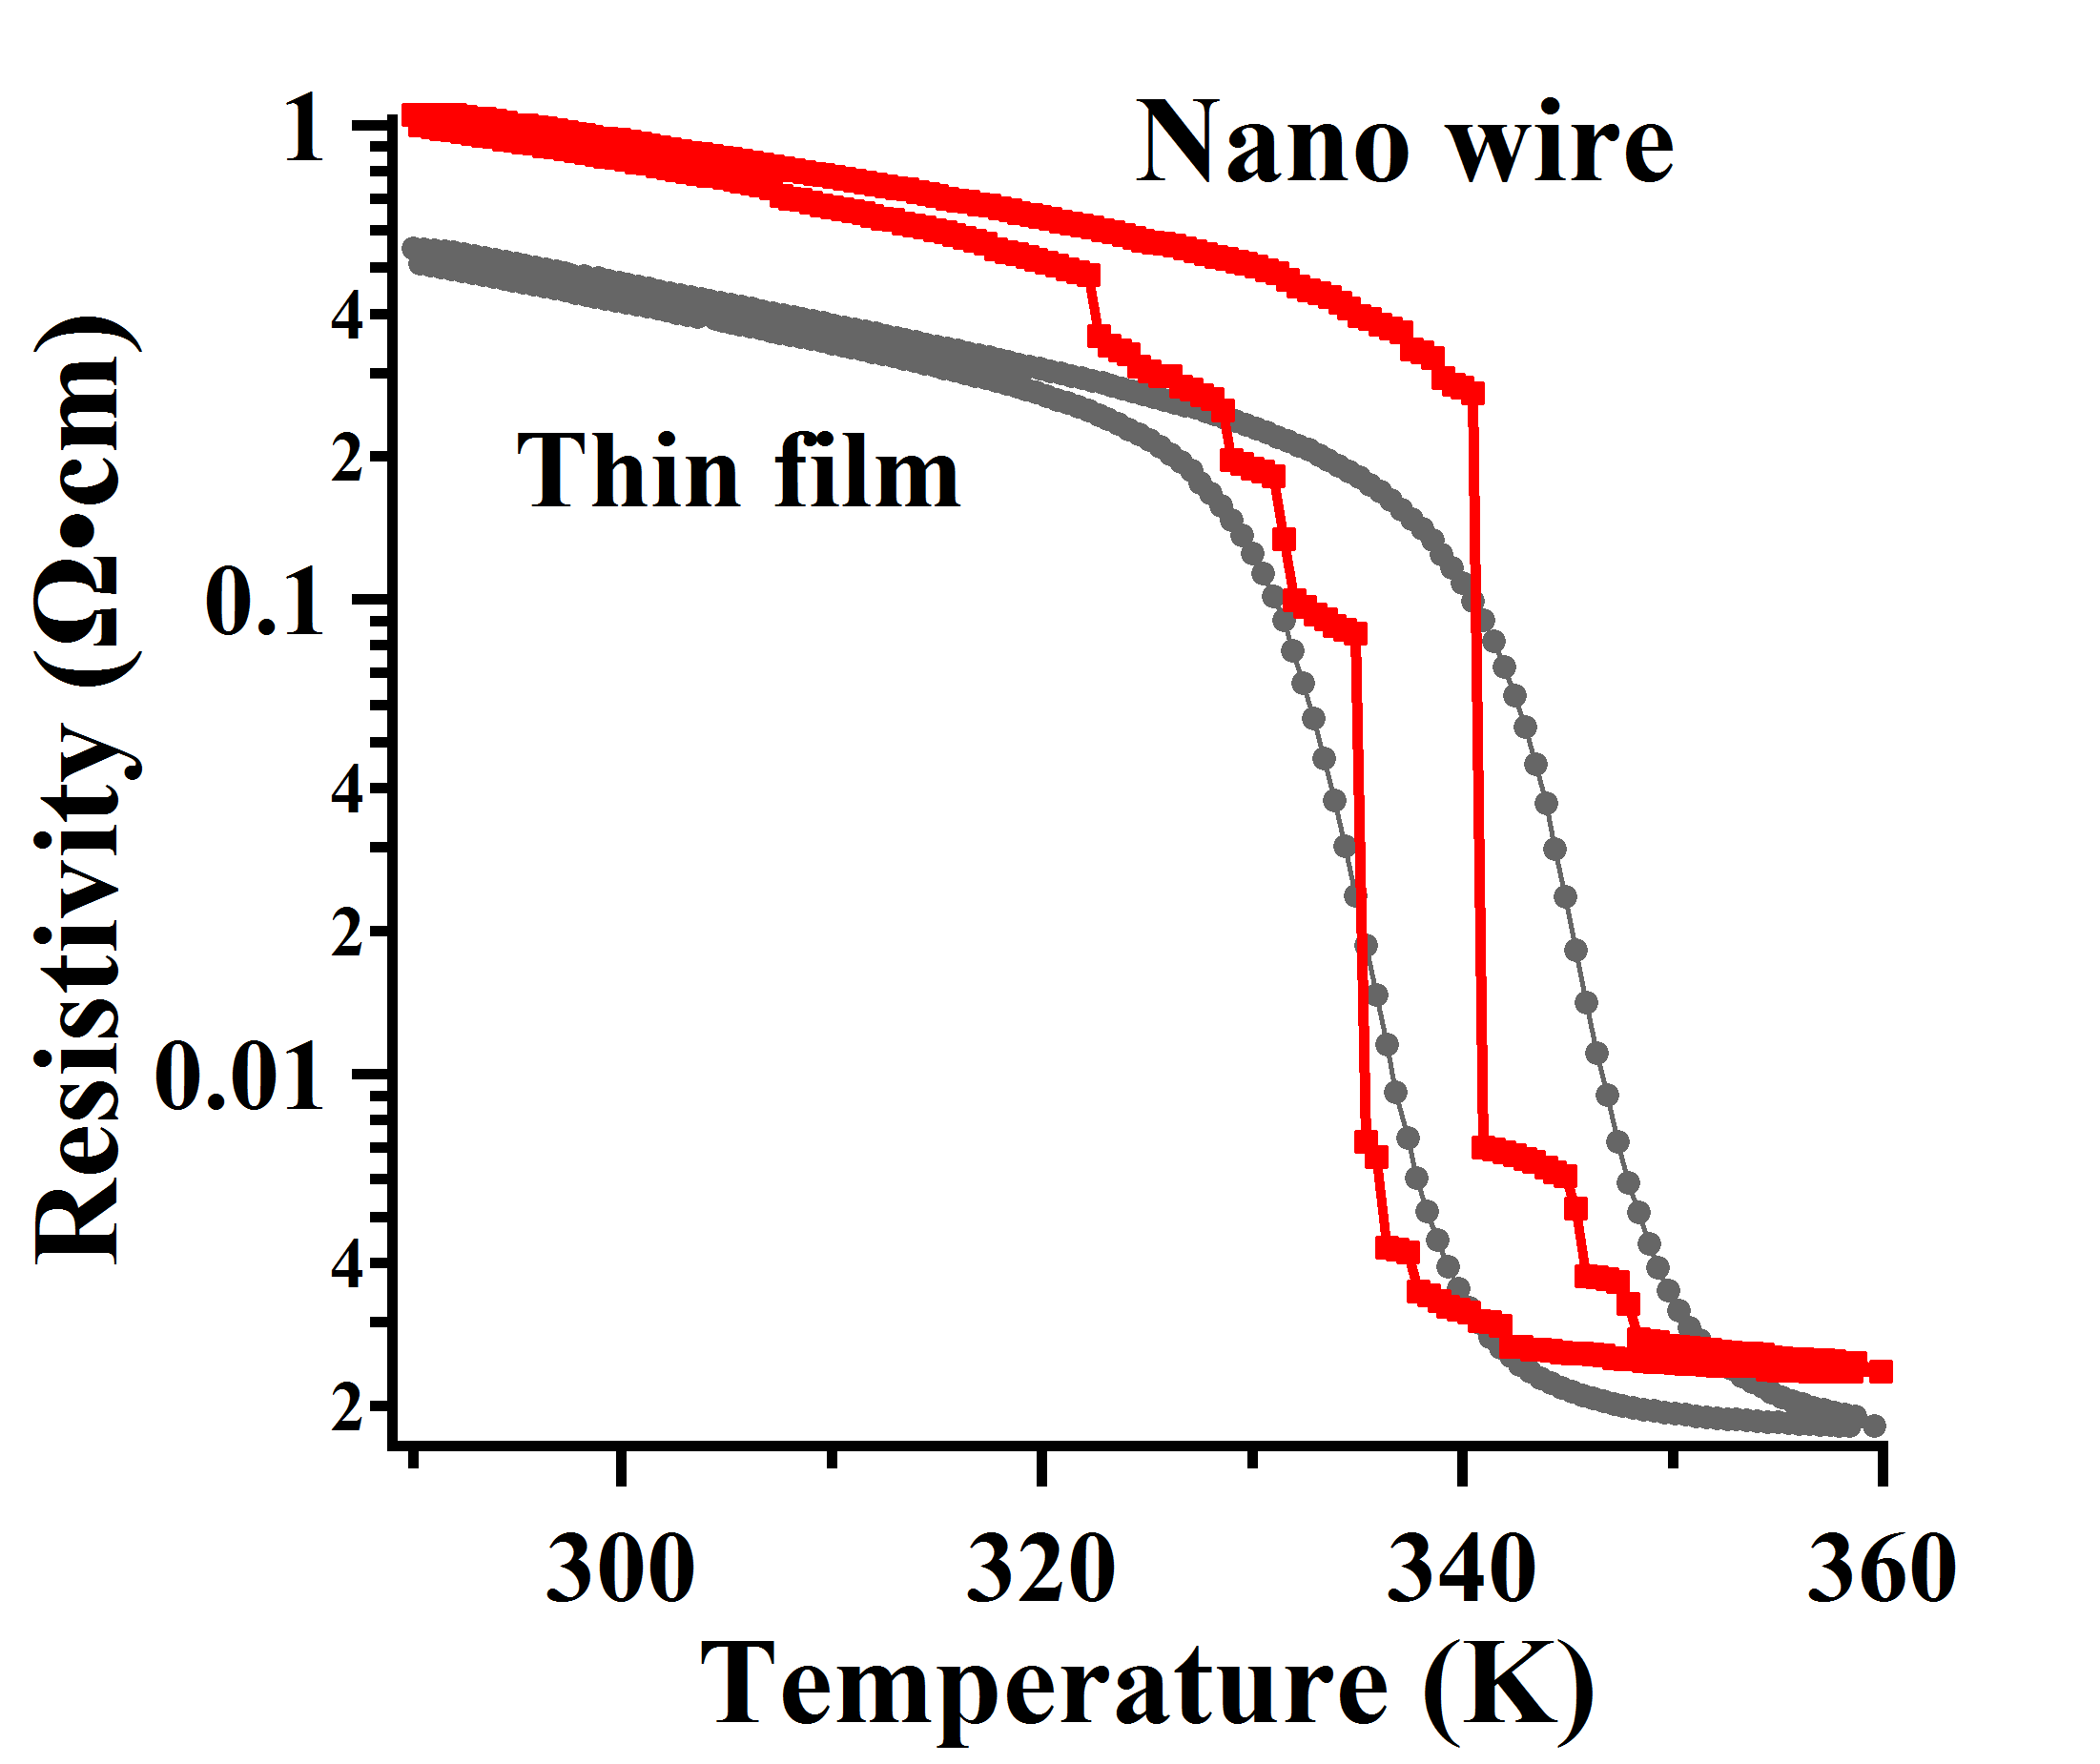 Nano wire
Thin film
Resistivity (Ω•cm)
1
4
2
0.1
4
2
0.01
4
2
300 320 340 360
Temperature (K)